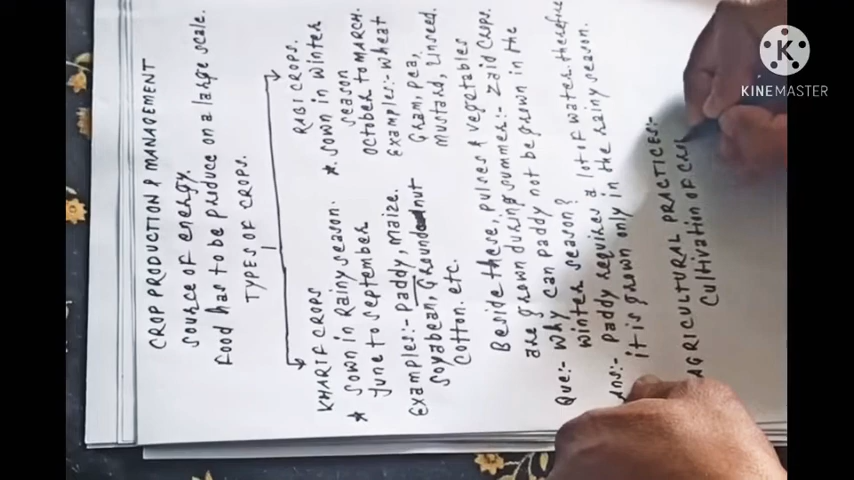 CROP PRODUCTION & MANAGEMENT
source of energy.
Food has to be produce on a large scale.
TYPES OF CROPS.
KHARIF CROPS
* sown in Rainy season.
June to September
Examples:- Paddy, Maize.
Soyabean, Groundnut
Cotton. etc.
RABI CROPS.
*. sown in winter
season
October to MARCH.
Examples:- wheat
Gram, Pea,
Mustard, Linseed.
Beside these, pulses & vegetables
are grown during summer:- Zaid crops.
Que:- Why can paddy not be grown in the
winter season?
Ans:- Paddy requires a lot of water. therefore
it is grown only in the rainy season.
AGRICULTURAL PRACTICES:-
Cultivation of
K
KINEMASTER